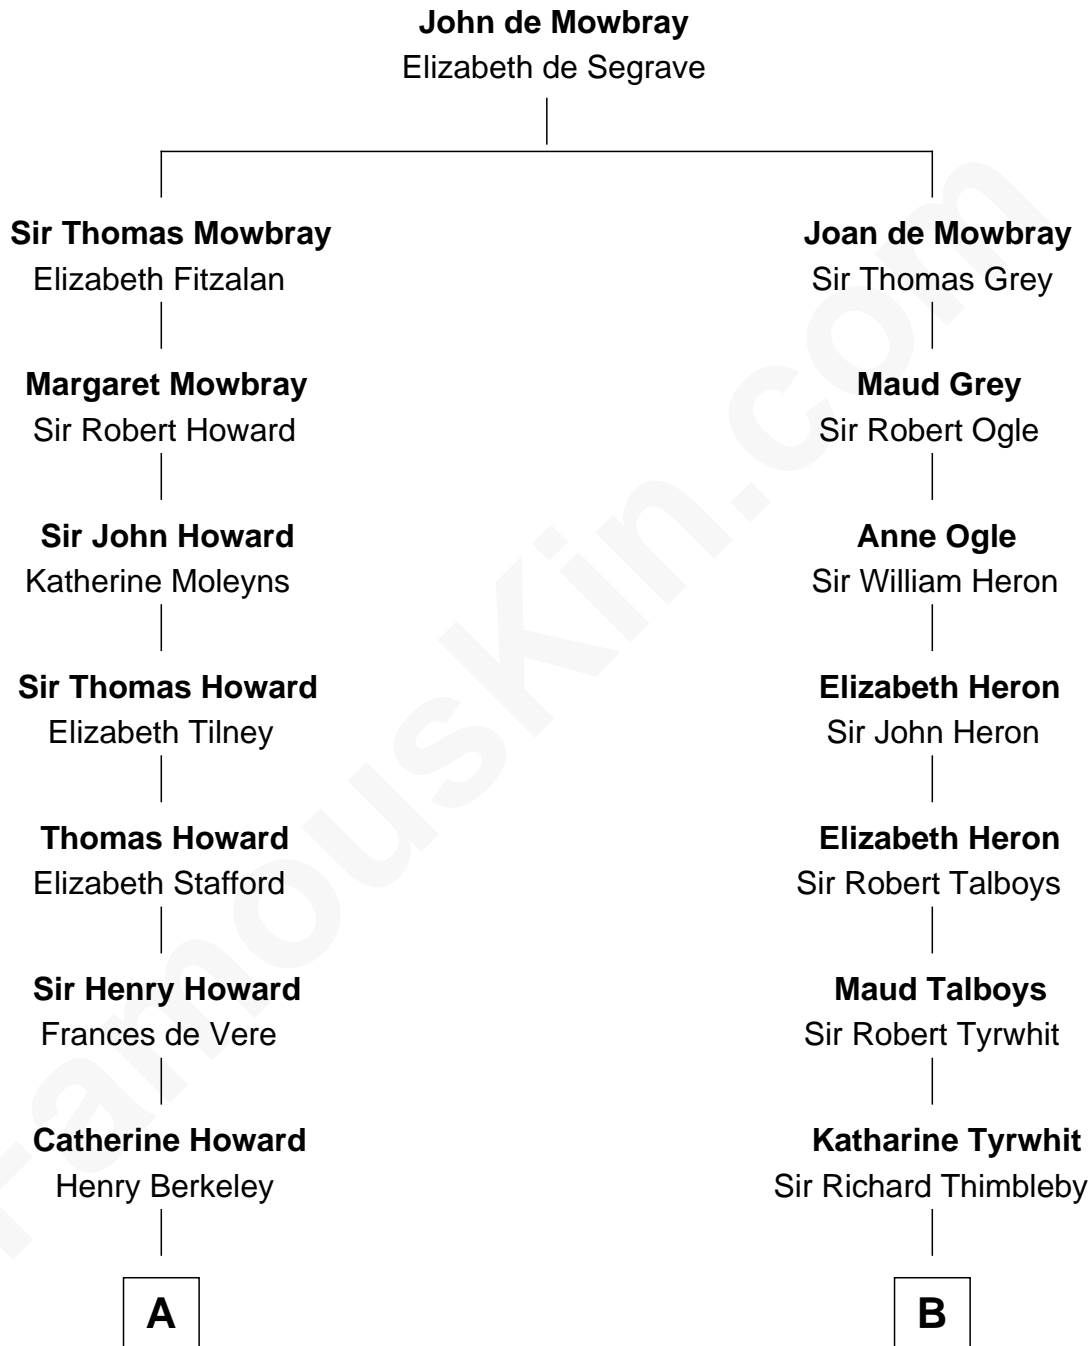 John de Mowbray
Elizabeth de Segrave
Sir Thomas Mowbray
Elizabeth Fitzalan
Joan de Mowbray
Sir Thomas Grey
Margaret Mowbray
Sir Robert Howard
Maud Grey
Sir Robert Ogle
Sir John Howard
Katherine Moleyns
Anne Ogle
Sir William Heron
Sir Thomas Howard
Elizabeth Tilney
Elizabeth Heron
Sir John Heron
Thomas Howard
Elizabeth Stafford
Elizabeth Heron
Sir Robert Talboys
Sir Henry Howard
Frances de Vere
Maud Talboys
Sir Robert Tyrwhit
Catherine Howard
Henry Berkeley
Katharine Tyrwhit
Sir Richard Thimbleby
A
B
FamousKin.com